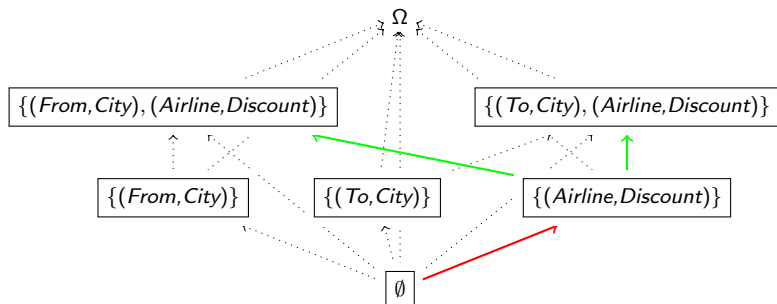 Ω
{(From,City),(Airline,Discount)}
{(To,City),(Airline,Discount)}
{(From,City)}
{(To,City)}
{(Airline,Discount)}
∅